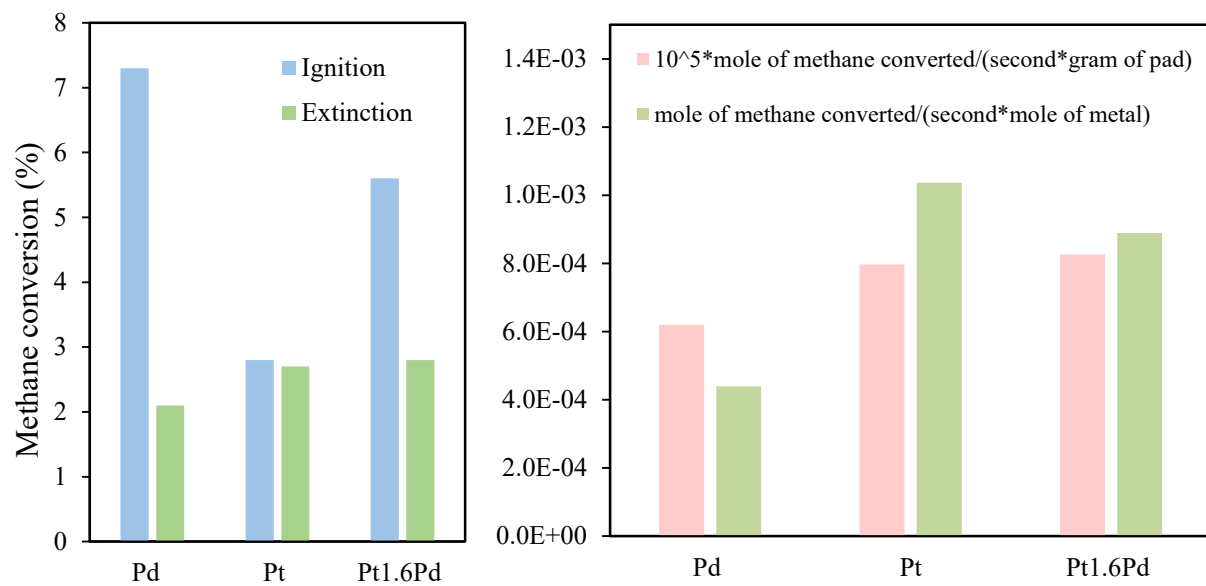 Methane conversion (%)
8
7
6
5
4
3
2
1
0
Ignition
Extinction
Pd
Pt
Pt1.6Pd
1.4E-03
1.2E-03
1.0E-03
8.0E-04
6.0E-04
4.0E-04
2.0E-04
0.0E+00
10^5*mole of methane converted/(second*gram of pad)
mole of methane converted/(second*mole of metal)
Pd
Pt
Pt1.6Pd